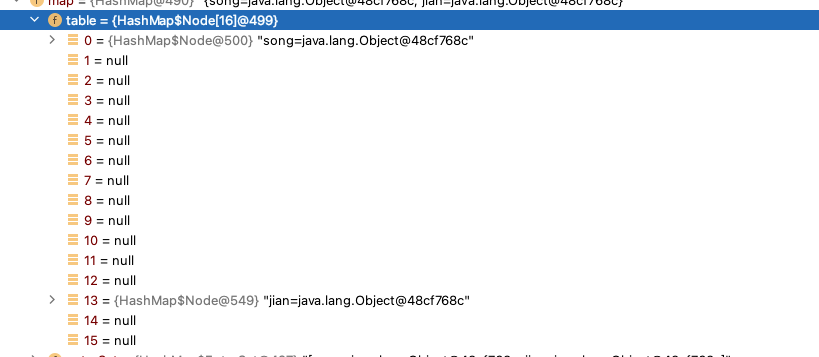 map = {HashMap@490} "{song=java.lang.Object@48cf768c, jian=java.lang.Object@48cf768c}"
f table = {HashMap$Node[16]@499}
0 = {HashMap$Node@500} "song=java.lang.Object@48cf768c"
1 = null
2 = null
3 = null
4 = null
5 = null
6 = null
7 = null
8 = null
9 = null
10 = null
11 = null
12 = null
13 = {HashMap$Node@549} "jian=java.lang.Object@48cf768c"
14 = null
15 = null